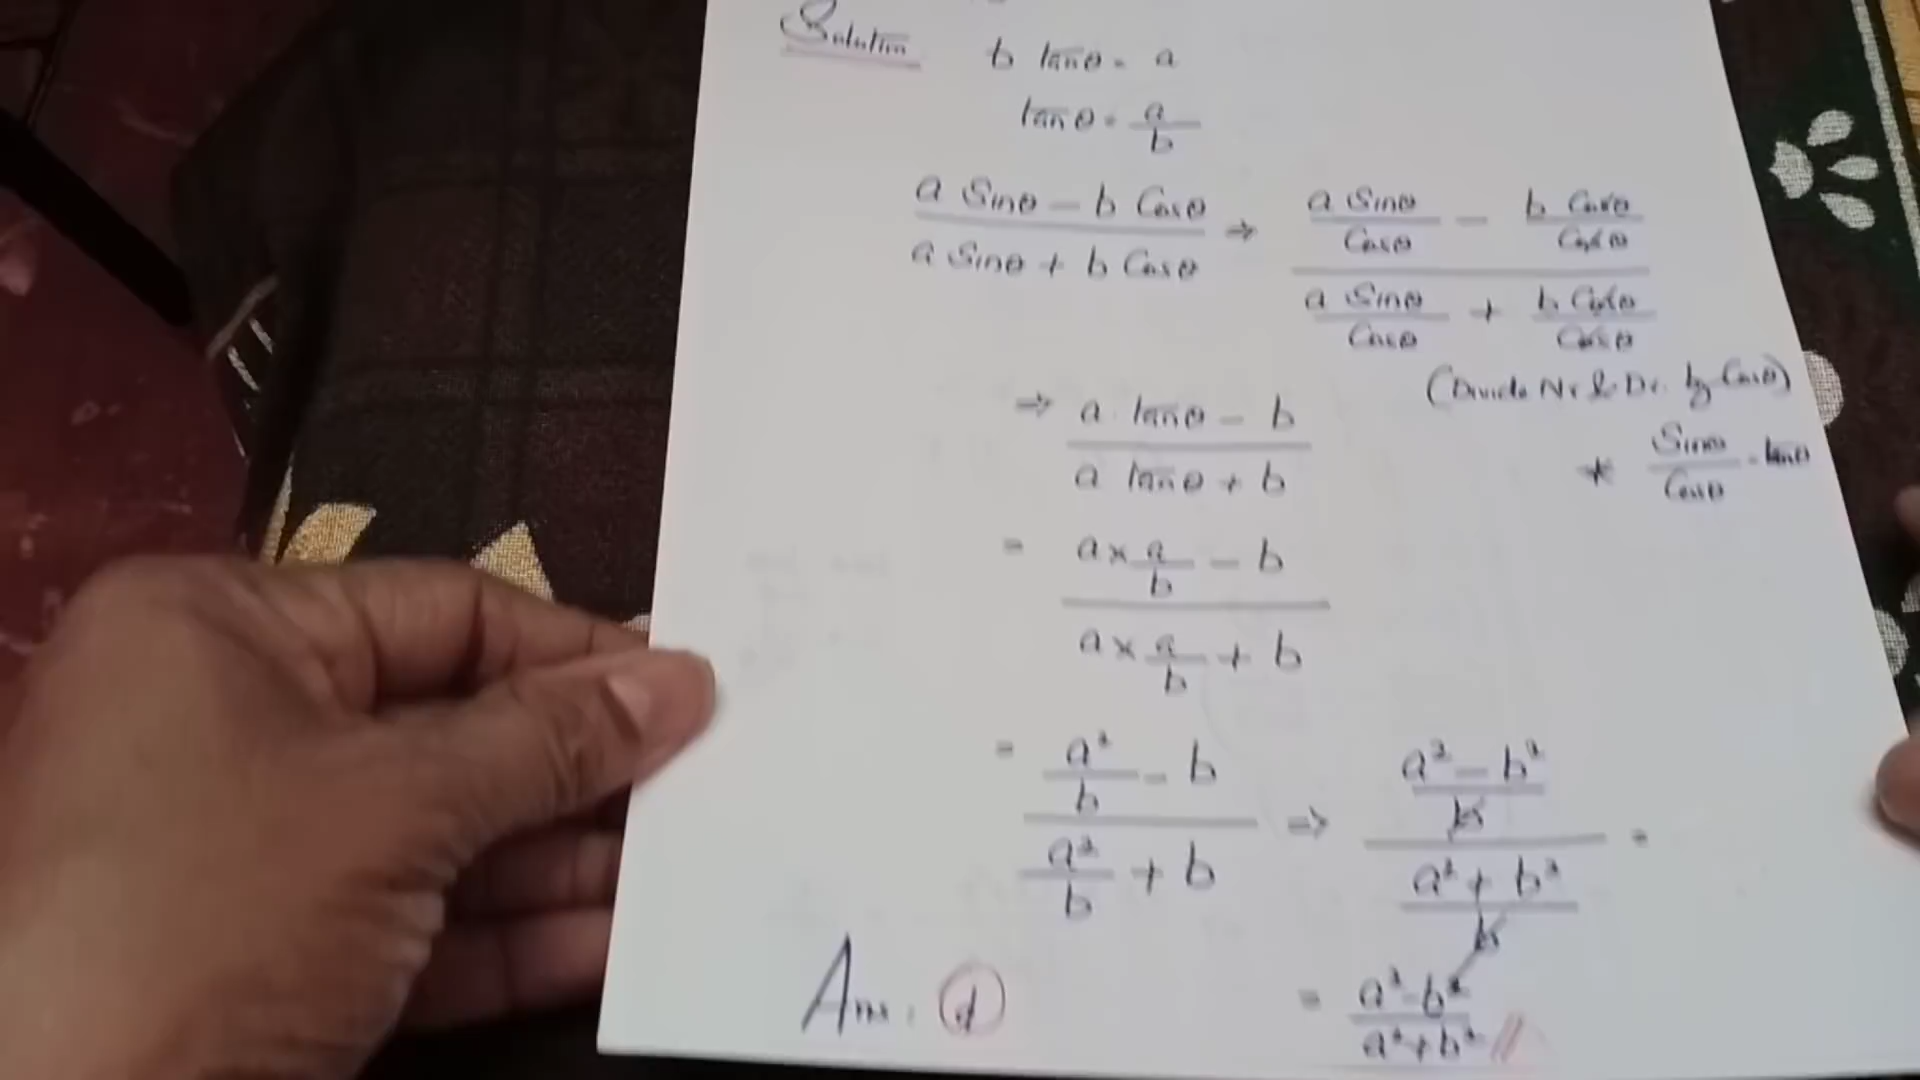 Solution b tanθ = a
tanθ = a/b
(a Sinθ - b Cosθ)/(a Sinθ + b Cosθ) ⇒ (a Sinθ/Cosθ - b Cosθ/Cosθ)/(a Sinθ/Cosθ + b Cosθ/Cosθ)
(Divide Nr & Dr. by Cosθ)
⇒ (a tanθ - b)/(a tanθ + b)
* Sinθ/Cosθ = tanθ
= (a × a/b - b)/(a × a/b + b)
= (a²/b - b)/(a²/b + b) ⇒ ((a² - b²)/b)/((a² + b²)/b) =
= (a² - b²)/(a² + b²) //
Ans. (d)